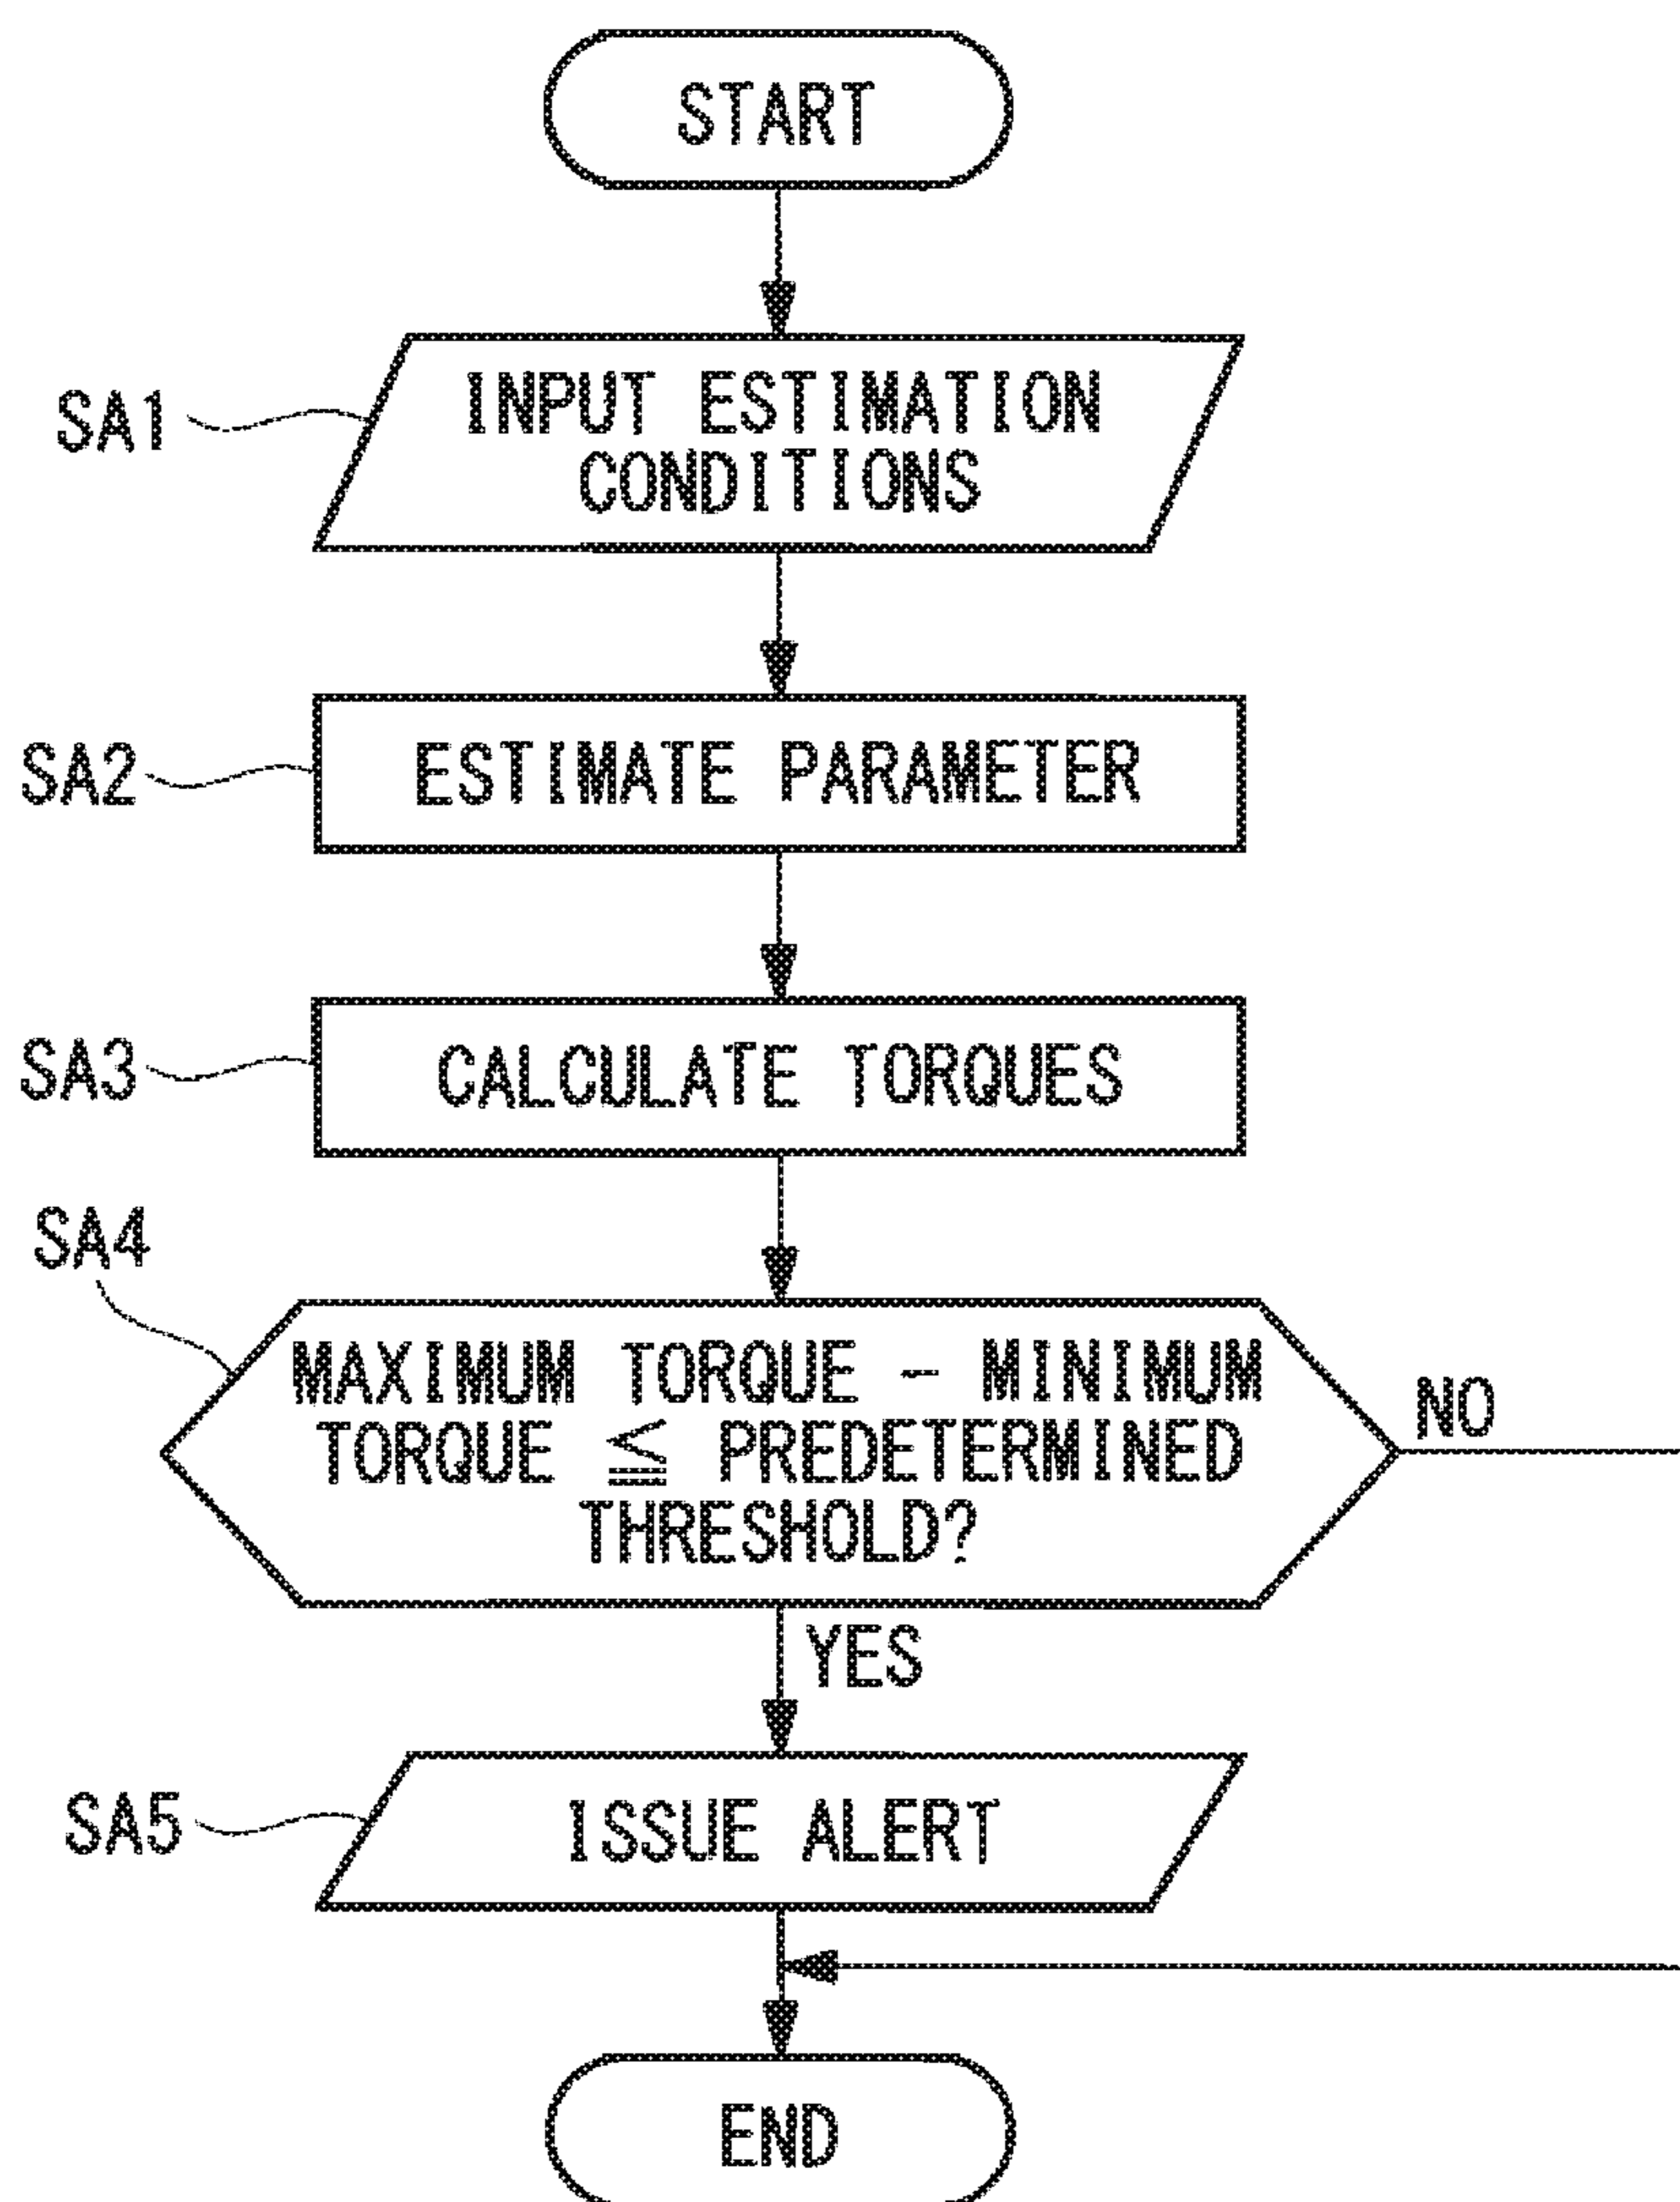 START
SA1
INPUT ESTIMATION
CONDITIONS
SA2
ESTIMATE PARAMETER
SA3
CALCULATE TORQUES
SA4
MAXIMUM TORQUE - MINIMUM
TORQUE ≦ PREDETERMINED
THRESHOLD?
NO
YES
SA5
ISSUE ALERT
END